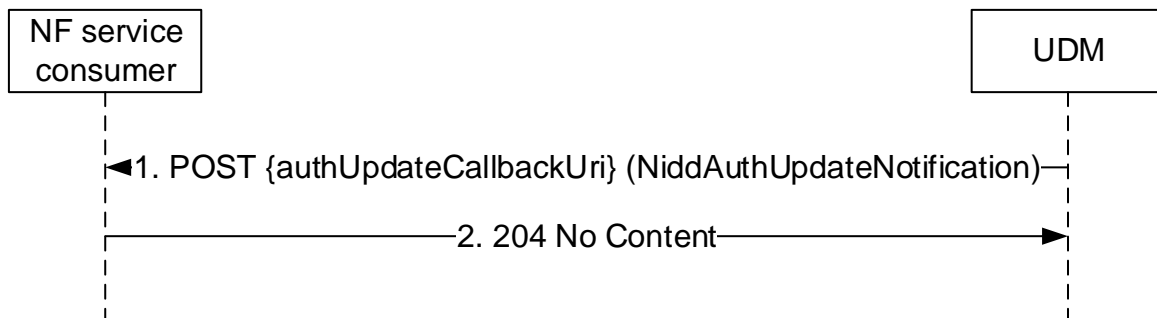 NF service
consumer
UDM
1. POST {authUpdateCallbackUri} (NiddAuthUpdateNotification)
2. 204 No Content